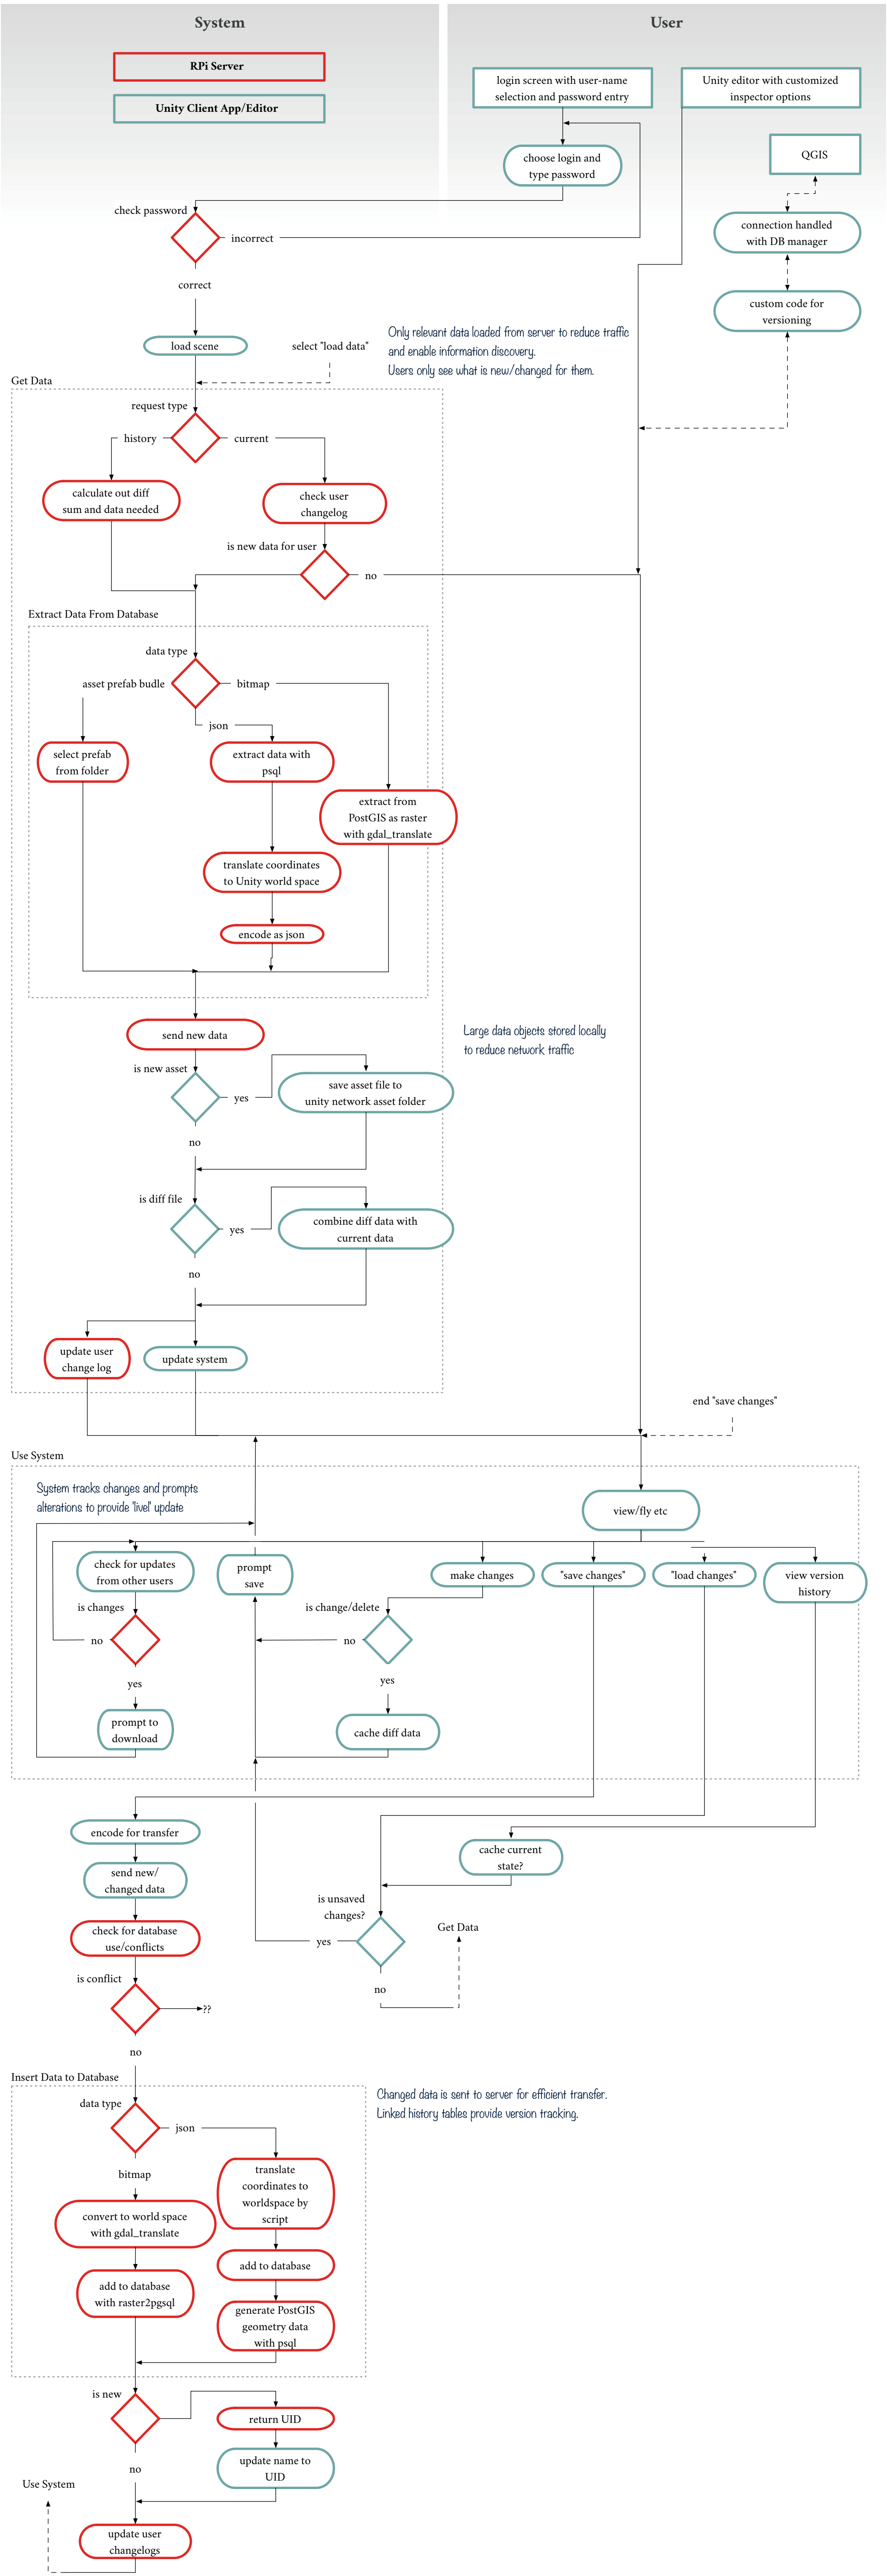 System
User
RPi Server
Unity Client App/Editor
login screen with user-name
selection and password entry
Unity editor with customized
inspector options
choose login and
type password
QGIS
check password
incorrect
connection handled
with DB manager
correct
custom code for
versioning
load scene
select "load data"
Only relevant data loaded from server to reduce traffic
and enable information discovery.
Users only see what is new/changed for them.
Get Data
request type
history
current
calculate out diff
sum and data needed
check user
changelog
is new data for user
no
Extract Data From Database
data type
asset prefab budle
bitmap
json
select prefab
from folder
extract data with
psql
extract from
PostGIS as raster
with gdal_translate
translate coordinates
to Unity world space
encode as json
send new data
Large data objects stored locally
to reduce network traffic
is new asset
yes
save asset file to
unity network asset folder
no
is diff file
yes
combine diff data with
current data
no
update user
change log
update system
end "save changes"
Use System
System tracks changes and prompts
alterations to provide 'livel' update
view/fly etc
check for updates
from other users
prompt
save
make changes
"save changes"
"load changes"
view version
history
is changes
no
is change/delete
no
yes
yes
prompt to
download
cache diff data
encode for transfer
cache current
state?
send new/
changed data
is unsaved
changes?
Get Data
check for database
use/conflicts
yes
is conflict
no
??
no
Insert Data to Database
Changed data is sent to server for efficient transfer.
Linked history tables provide version tracking.
data type
json
bitmap
translate
coordinates to
worldspace by
script
convert to world space
with gdal_translate
add to database
add to database
with raster2pgsql
generate PostGIS
geometry data
with psql
is new
return UID
update name to
UID
no
Use System
update user
changelogs